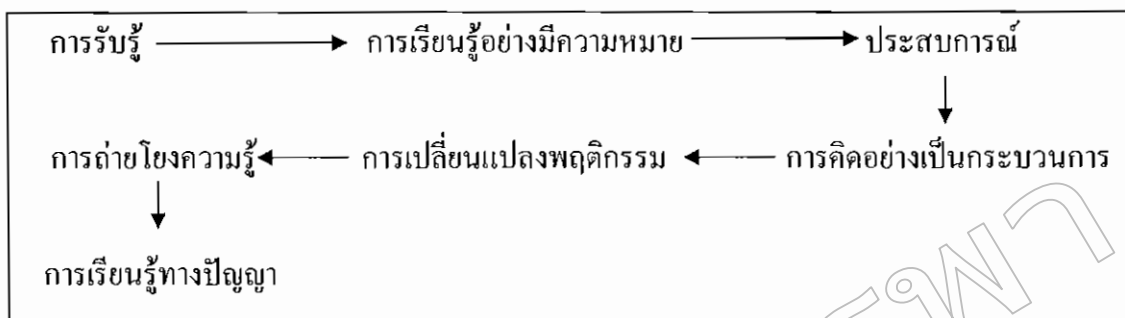 การรับรู้ การเรียนรู้อย่างมีความหมาย ประสบการณ์
การถ่ายโยงความรู้ การเปลี่ยนแปลงพฤติกรรม การคิดอย่างเป็นกระบวนการ
การเรียนรู้ทางปัญญา